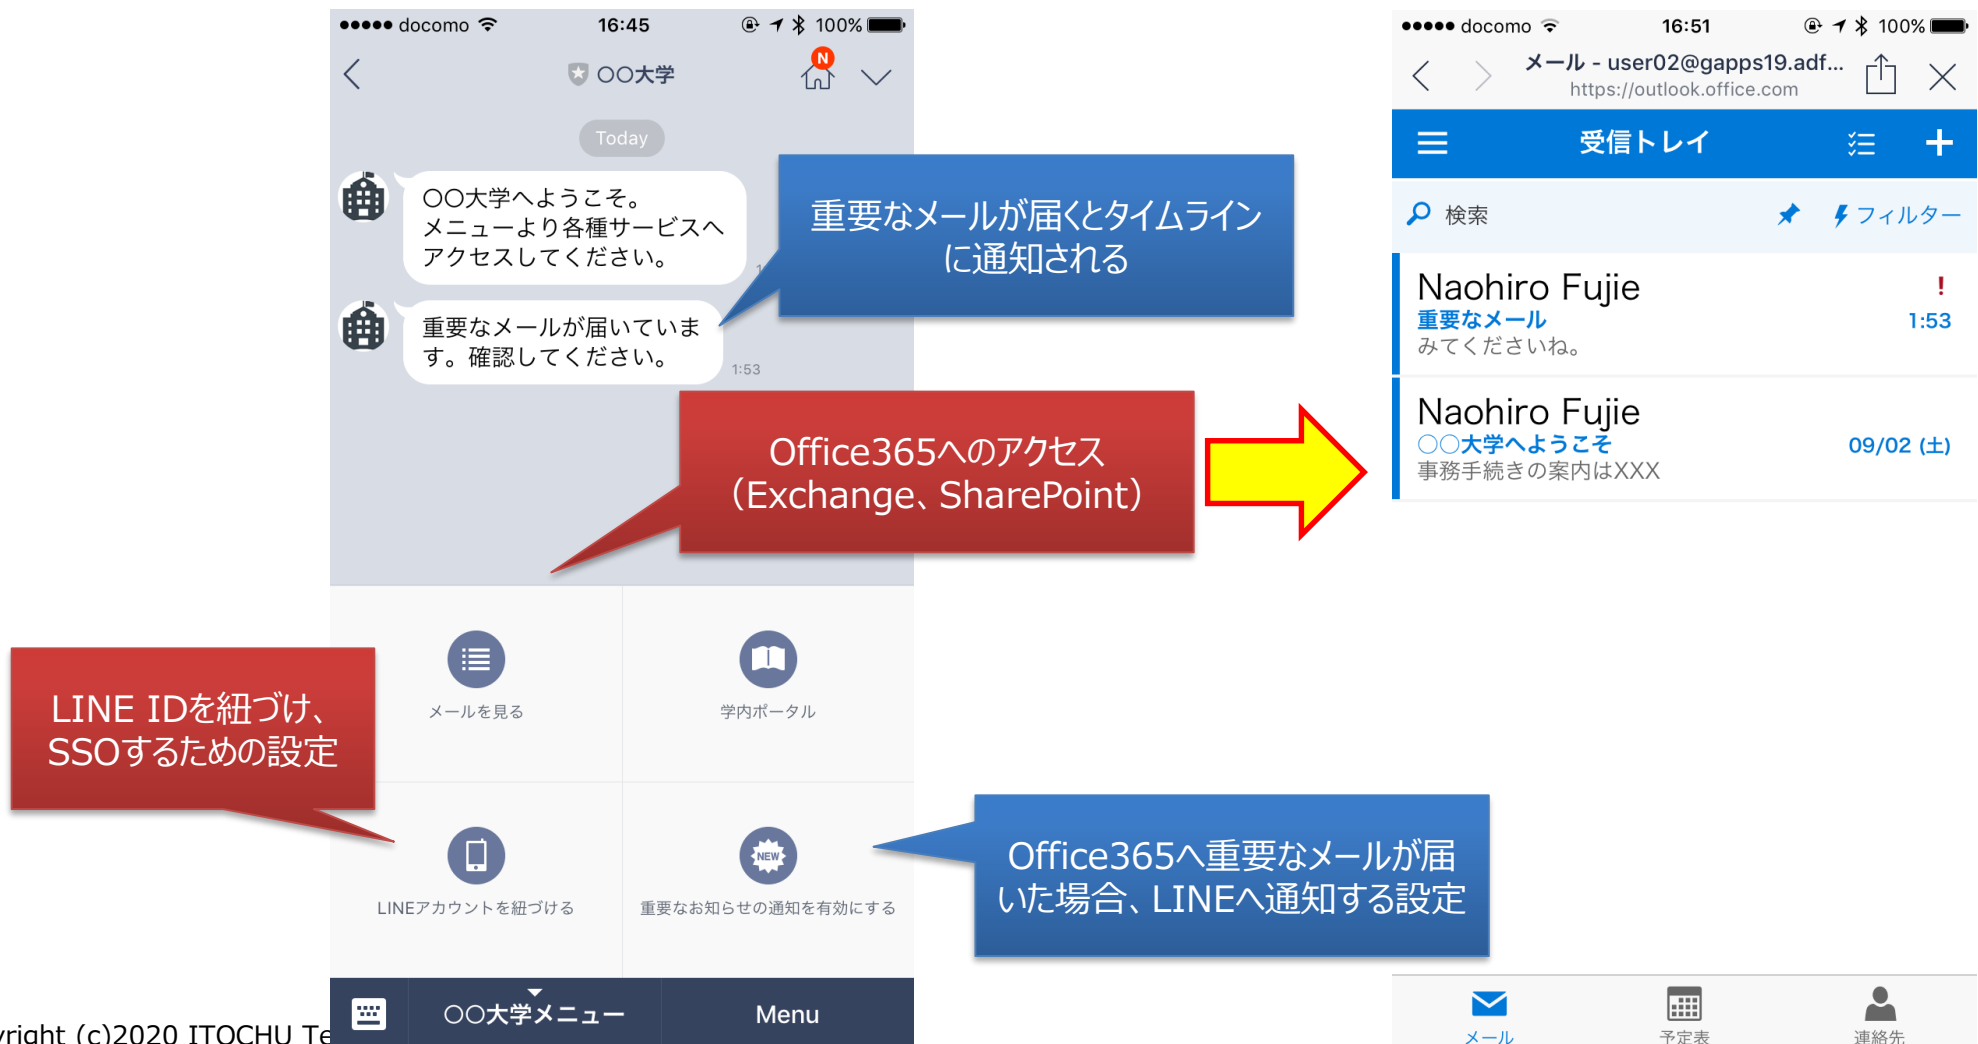 docomo 16:45 100%
○○大学
N
Today
○○大学へようこそ。
メニューより各種サービスへ
アクセスしてください。
重要なメールが届いていま
す。確認してください。
1:53
重要なメールが届くとタイムライン
に通知される
Office365へのアクセス
（Exchange、SharePoint）
LINE IDを紐づけ、
SSOするための設定
メールを見る
学内ポータル
NEW
LINEアカウントを紐づける
重要なお知らせの通知を有効にする
Office365へ重要なメールが届
いた場合、LINEへ通知する設定
○○大学メニュー
Menu
(c)2020 ITOCHU
docomo 16:51 100%
メール - user02@gapps19.adf...
https://outlook.office.com
受信トレイ
検索
フィルター
Naohiro Fujie
!
重要なメール
1:53
みてくださいね。
Naohiro Fujie
○○大学へようこそ
09/02 (土)
事務手続きの案内はXXX
メール
予定表
連絡先